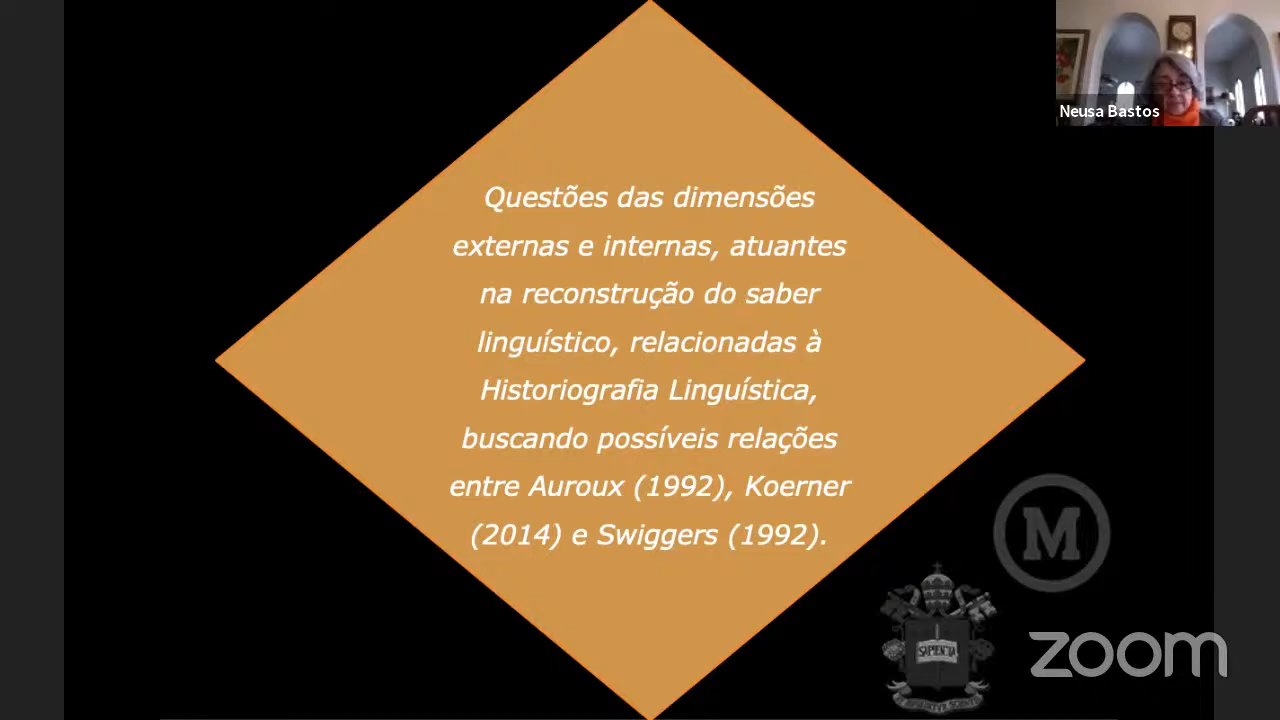 Neusa Bastos
Questões das dimensões
externas e internas, atuantes
na reconstrução do saber
linguístico, relacionadas à
Historiografia Linguística,
buscando possíveis relações
entre Auroux (1992), Koerner
(2014) e Swiggers (1992).
M
SAPIENTIA
zoom